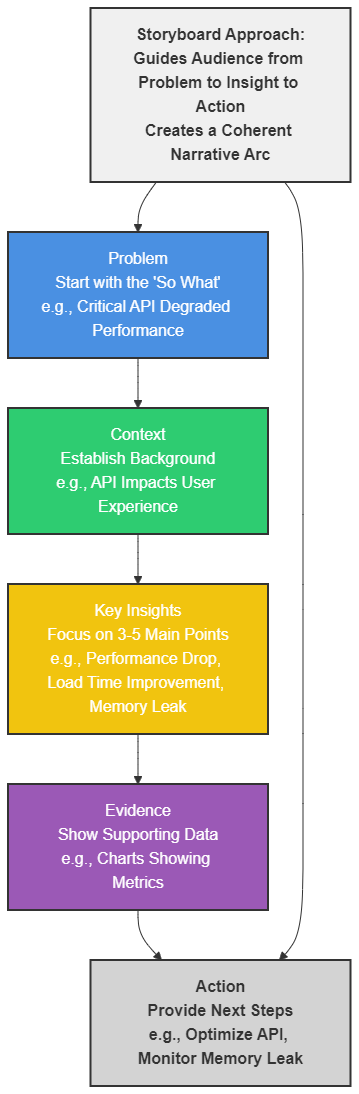 Storyboard Approach:
Guides Audience from
Problem to Insight to
Action
Creates a Coherent
Narrative Arc
Problem
Start with the 'So What'
e.g., Critical API Degraded
Performance
Context
Establish Background
e.g., API Impacts User
Experience
Key Insights
Focus on 3-5 Main Points
e.g., Performance Drop,
Load Time Improvement,
Memory Leak
Evidence
Show Supporting Data
e.g., Charts Showing
Metrics
Action
Provide Next Steps
e.g., Optimize API,
Monitor Memory Leak